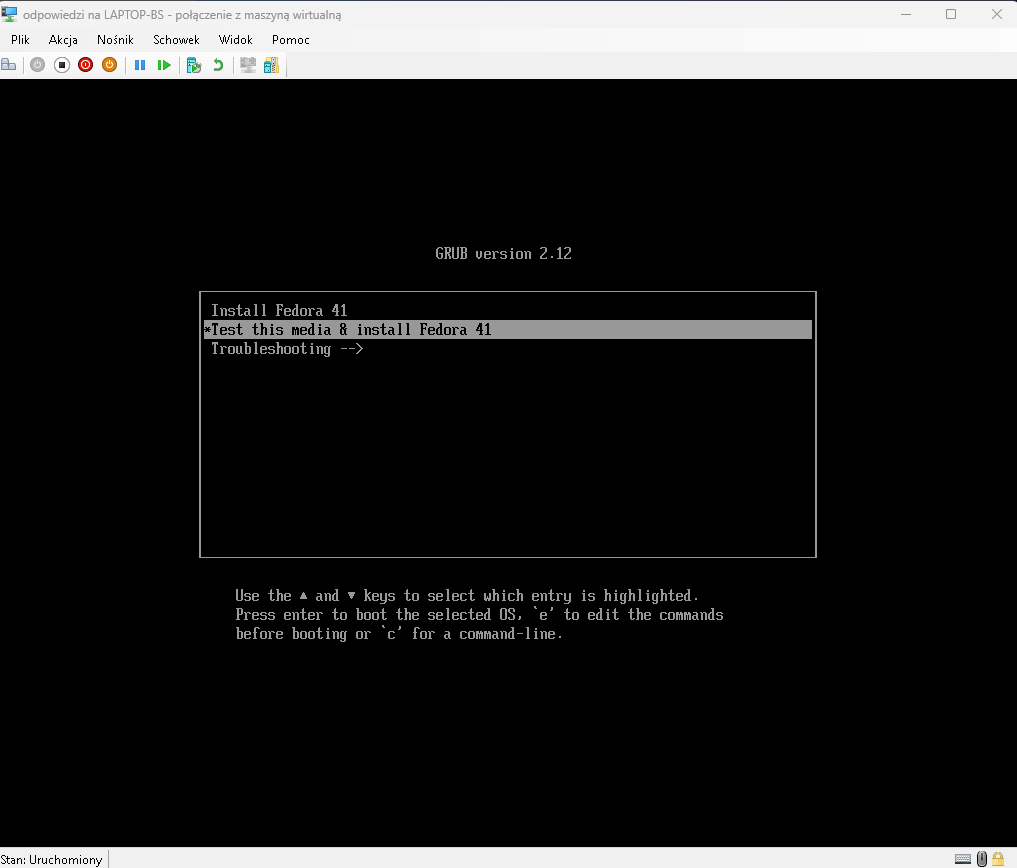 odpowiedzi na LAPTOP-BS - połączenie z maszyną wirtualną
Plik Akcja Nośnik Schowek Widok Pomoc
GRUB version 2.12
Install Fedora 41
*Test this media & install Fedora 41
Troubleshooting -->
Use the ▲ and ▼ keys to select which entry is highlighted.
Press enter to boot the selected OS, `e' to edit the commands
before booting or `c' for a command-line.
Stan: Uruchomiony